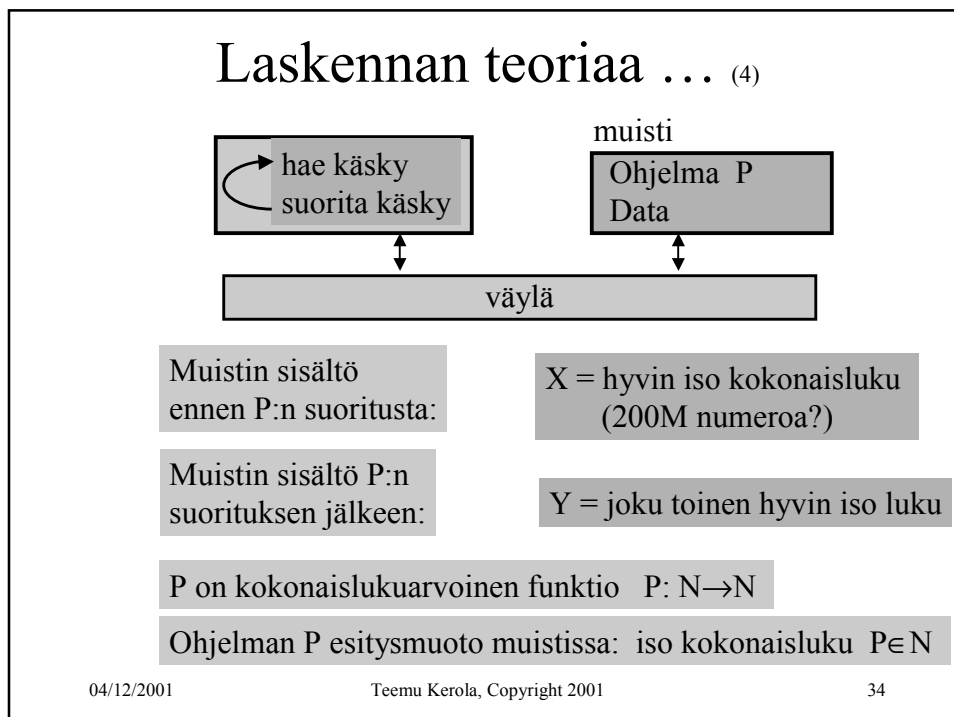 Laskennan teoriaa … (4)
hae käsky
suorita käsky
muisti
Ohjelma P
Data
väylä
Muistin sisältö
ennen P:n suoritusta:
X = hyvin iso kokonaisluku
(200M numeroa?)
Muistin sisältö P:n
suorituksen jälkeen:
Y = joku toinen hyvin iso luku
P on kokonaislukuarvoinen funktio P: N→N
Ohjelman P esitysmuoto muistissa: iso kokonaisluku P∈N
04/12/2001 Teemu Kerola, Copyright 2001 34